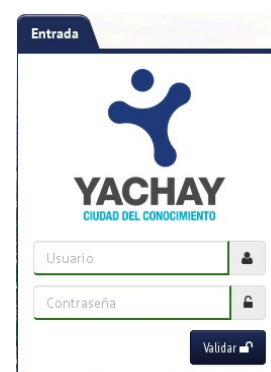 Entrada
YACHAY
CIUDAD DEL CONOCIMIENTO
Usuario
Contraseña
Validar